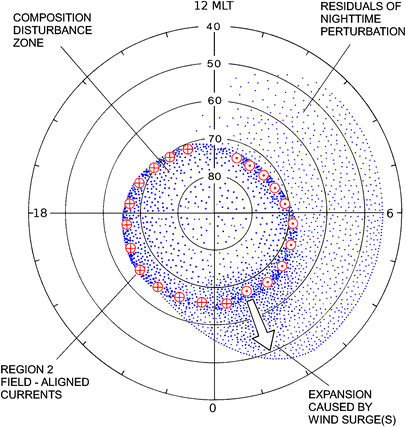 12 MLT
COMPOSITION
DISTURBANCE
ZONE
RESIDUALS OF
NIGHTTIME
PERTURBATION
40
50
60
70
80
18
6
REGION 2
FIELD - ALIGNED
CURRENTS
EXPANSION
CAUSED BY
WIND SURGE(S)
0